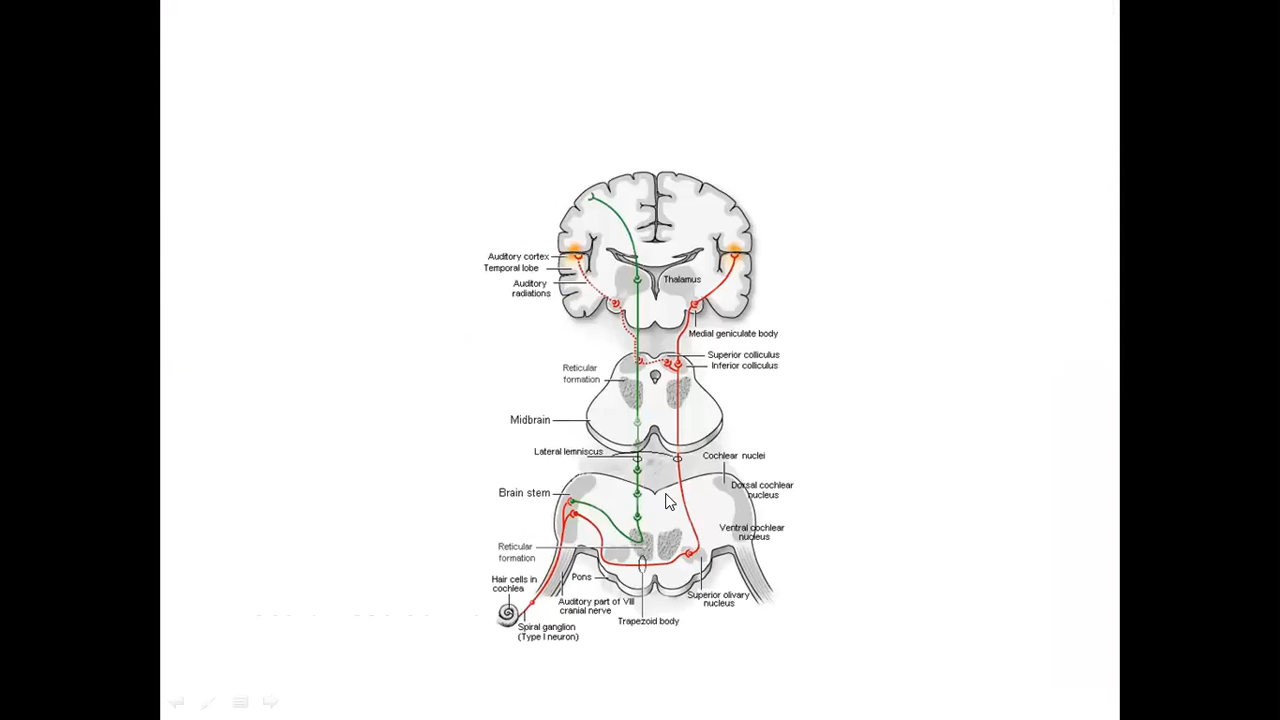 Auditory cortex
Temporal lobe
Auditory
radiations
Thalamus
Medial geniculate body
Superior colliculus
Inferior colliculus
Reticular
formation
Midbrain
Lateral lemniscus
Cochlear nuclei
Dorsal cochlear
nucleus
Brain stem
Ventral cochlear
nucleus
Reticular
formation
Pons
Hair cells in
cochlea
Superior olivary
nucleus
Auditory part of VIII
cranial nerve
Trapezoid body
Spiral ganglion
(Type I neuron)